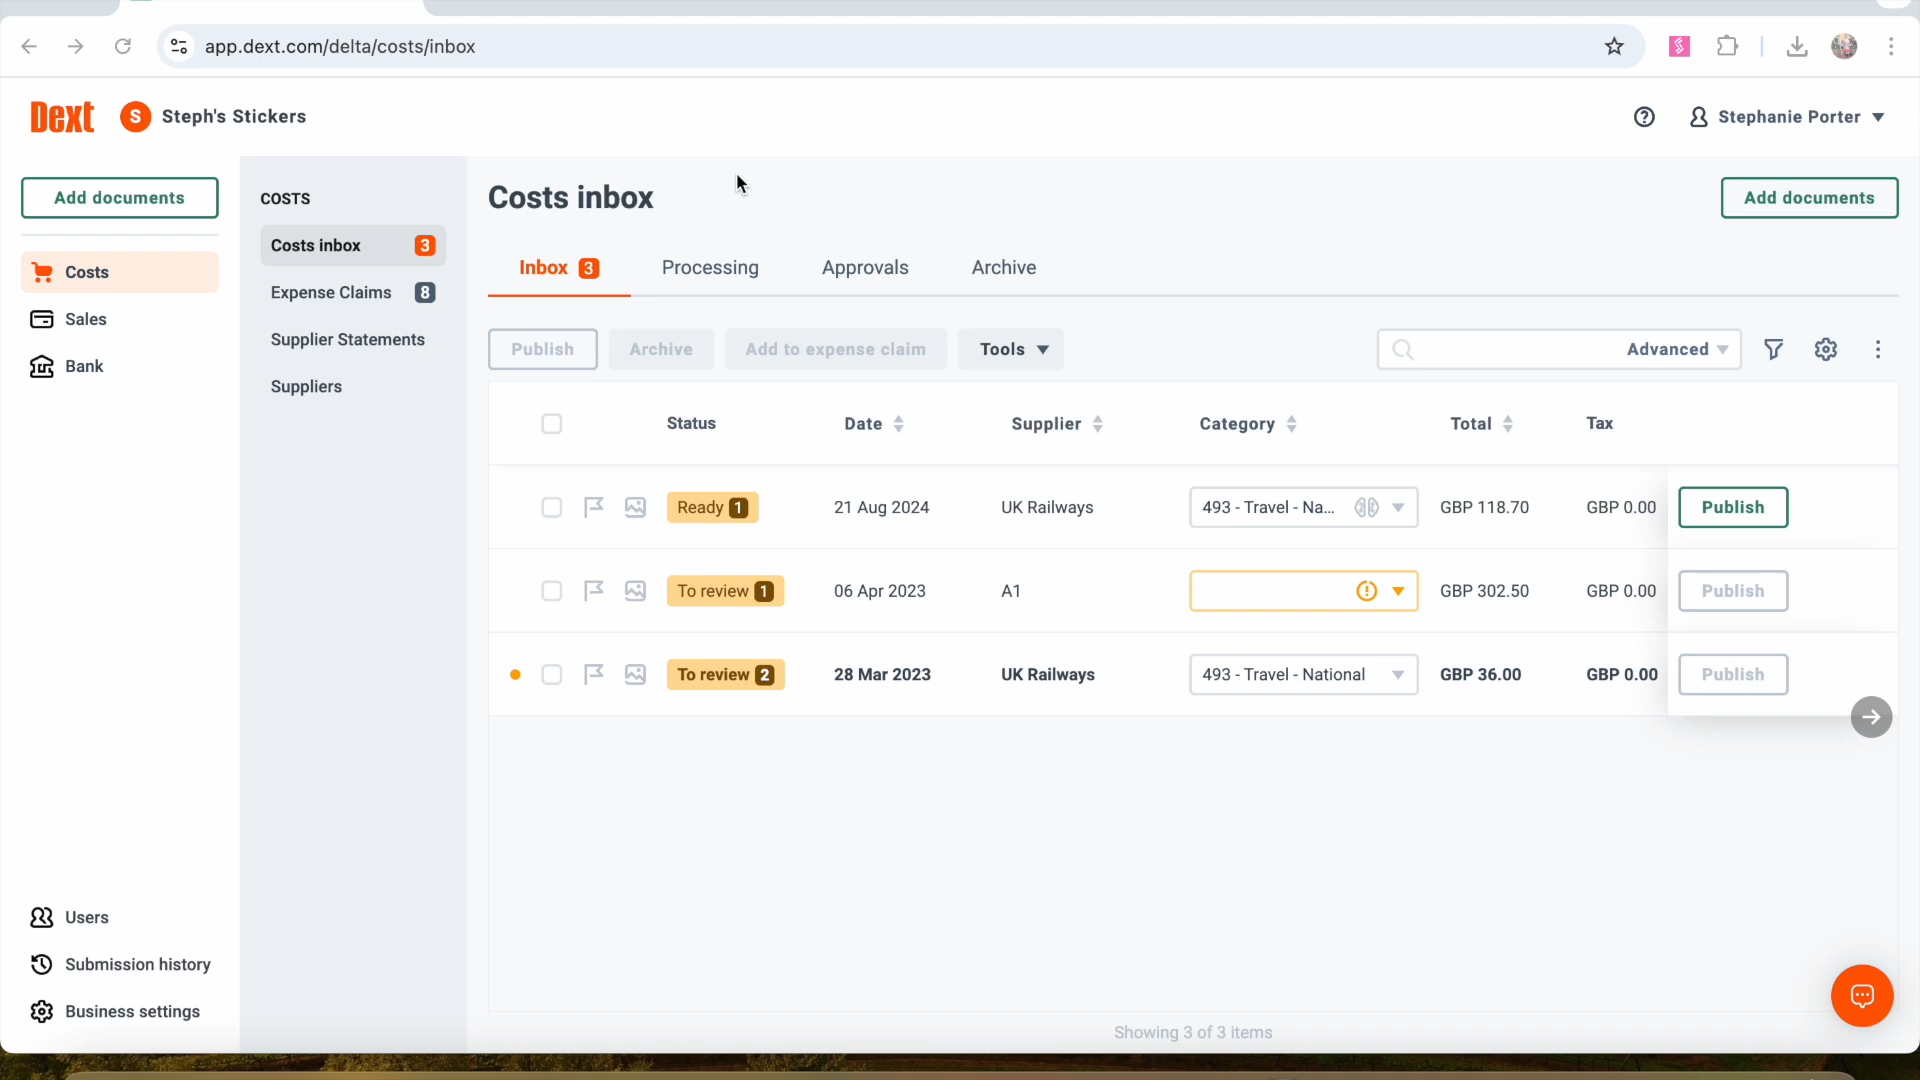 app.dext.com/delta/costs/inbox
Dext S Steph's Stickers
Stephanie Porter
Add documents
Costs
Sales
Bank
Users
Submission history
Business settings
COSTS
Costs inbox 3
Expense Claims 8
Supplier Statements
Suppliers
Costs inbox
Add documents
Inbox 3 Processing Approvals Archive
Publish Archive Add to expense claim Tools Advanced
Status Date Supplier Category Total Tax
Ready 1 21 Aug 2024 UK Railways 493 - Travel - Na... GBP 118.70 GBP 0.00 Publish
To review 1 06 Apr 2023 A1 GBP 302.50 GBP 0.00 Publish
To review 2 28 Mar 2023 UK Railways 493 - Travel - National GBP 36.00 GBP 0.00 Publish
Showing 3 of 3 items